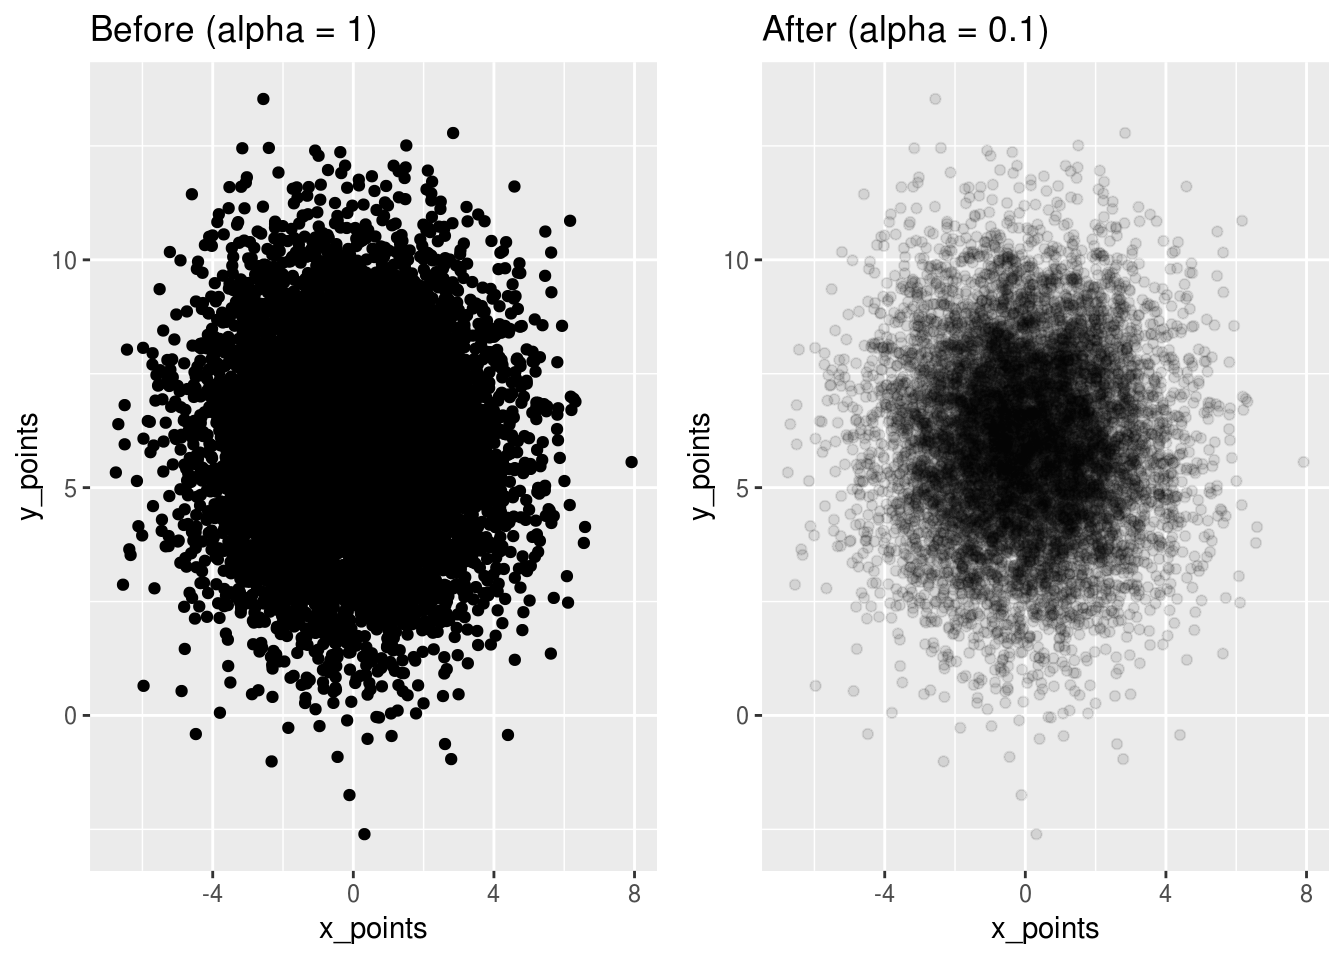 Before (alpha = 1)
10
5
0
y_points
-4 0 4 8
x_points
After (alpha = 0.1)
10
5
0
y_points
-4 0 4 8
x_points